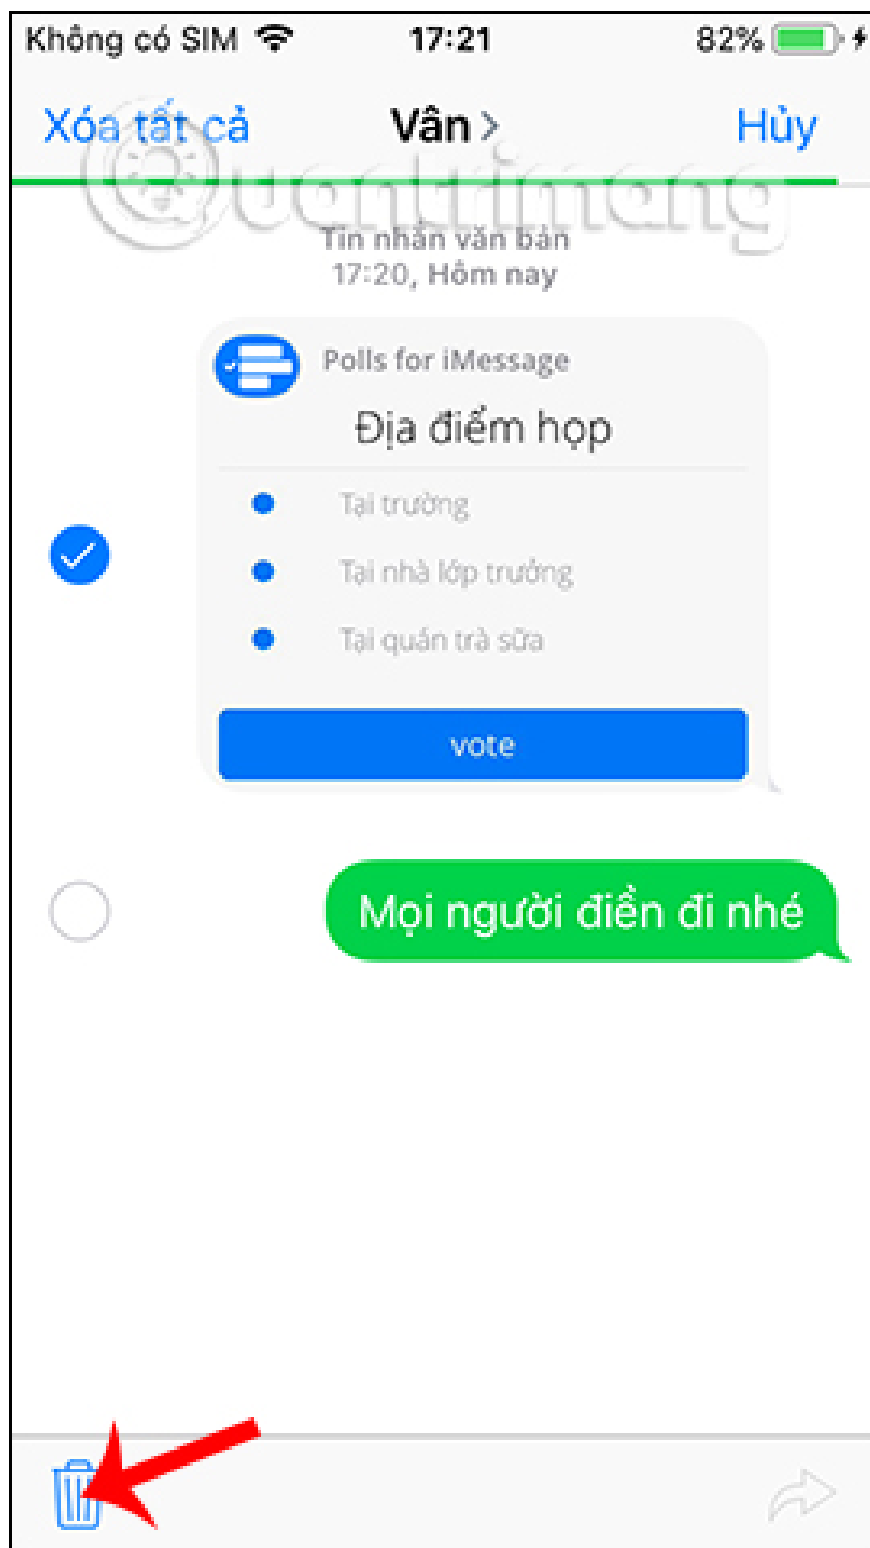 Không có SIM 17:21 82%
Xóa tất cả Vân > Hủy
Quantrimang
Tin nhắn văn bản
17:20, Hôm nay
Polls for iMessage
Địa điểm họp
Tại trường
Tại nhà lớp trưởng
Tại quán trà sữa
vote
Mọi người điền đi nhé